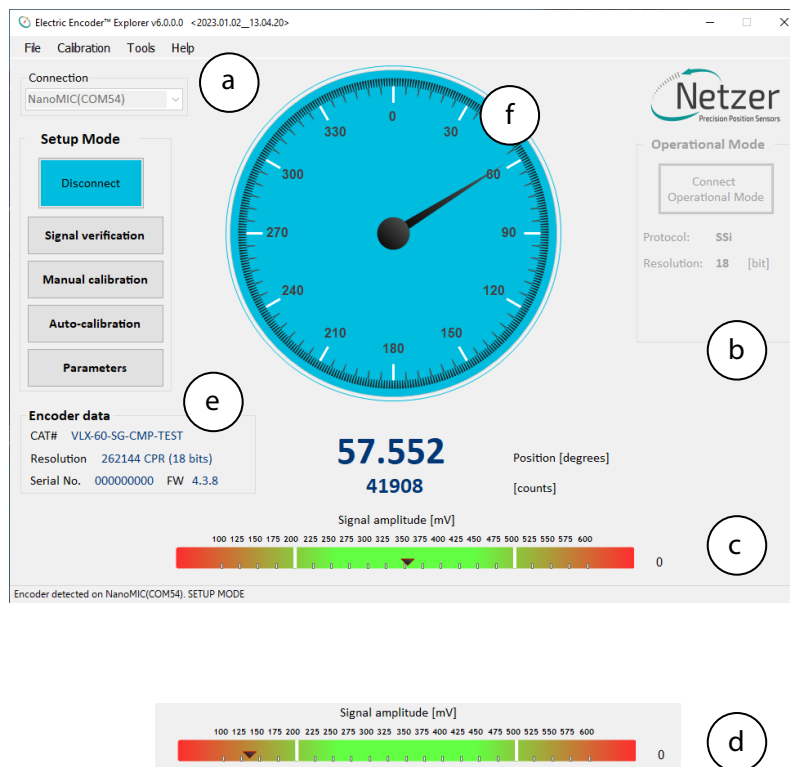 Electric Encoder™ Explorer v6.0.0.0 <2023.01.02__13.04.20>
File Calibration Tools Help
Connection
NanoMIC(COM54)
a
f
Netzer
Precision Position Sensors
Setup Mode
Disconnect
Signal verification
Manual calibration
Auto-calibration
Parameters
0
30
60
90
120
150
180
210
240
270
300
330
Operational Mode
Connect
Operational Mode
Protocol: SSi
Resolution: 18 [bit]
b
e
Encoder data
CAT# VLX-60-SG-CMP-TEST
Resolution 262144 CPR (18 bits)
Serial No. 000000000 FW 4.3.8
57.552 Position [degrees]
41908 [counts]
Signal amplitude [mV]
100 125 150 175 200 225 250 275 300 325 350 375 400 425 450 475 500 525 550 575 600
0
c
Encoder detected on NanoMIC(COM54). SETUP MODE
Signal amplitude [mV]
100 125 150 175 200 225 250 275 300 325 350 375 400 425 450 475 500 525 550 575 600
0
d